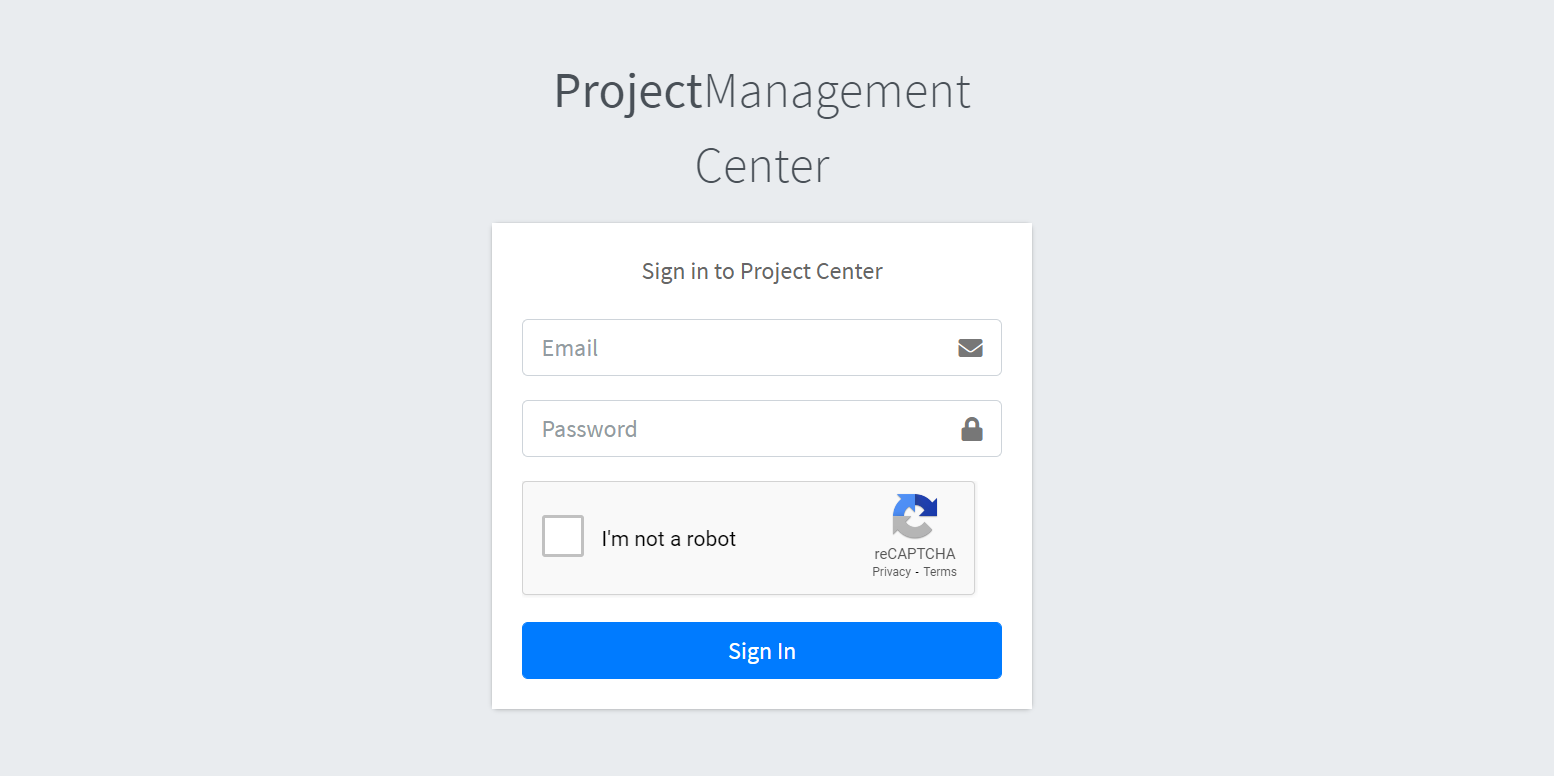 ProjectManagement
Center
Sign in to Project Center
Email
Password
I'm not a robot
reCAPTCHA
Privacy - Terms
Sign In